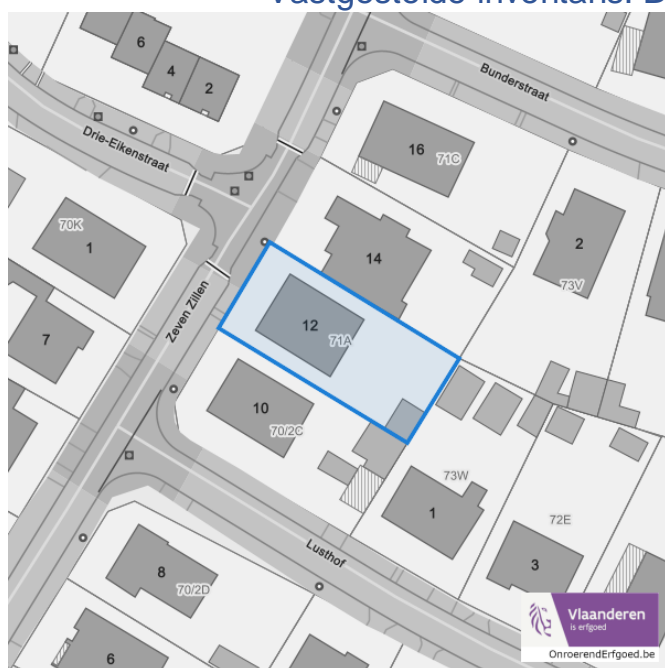 Vastgestelde inventaris:
6
4
2
Bunderstraat
Drie-Eikenstraat
16
71C
70K
1
2
14
73V
7
Zeven Zillen
12
71A
10
70/2C
73W
1
72E
3
Lusthof
8
70/2D
6
Vlaanderen
is erfgoed
OnroerendErfgoed.be